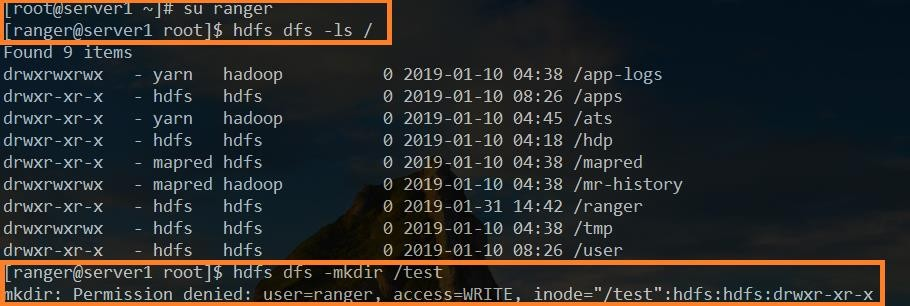 [root@server1 ~]# su ranger
[ranger@server1 root]$ hdfs dfs -ls /
Found 9 items
drwxrwxrwx   - yarn   hadoop          0 2019-01-10 04:38 /app-logs
drwxr-xr-x   - hdfs   hdfs            0 2019-01-10 08:26 /apps
drwxr-xr-x   - yarn   hadoop          0 2019-01-10 04:45 /ats
drwxr-xr-x   - hdfs   hdfs            0 2019-01-10 04:18 /hdp
drwxr-xr-x   - mapred hdfs            0 2019-01-10 04:38 /mapred
drwxrwxrwx   - mapred hadoop          0 2019-01-10 04:38 /mr-history
drwxr-xr-x   - hdfs   hdfs            0 2019-01-31 14:42 /ranger
drwxrwxrwx   - hdfs   hdfs            0 2019-01-10 04:38 /tmp
drwxr-xr-x   - hdfs   hdfs            0 2019-01-10 08:26 /user
[ranger@server1 root]$ hdfs dfs -mkdir /test
mkdir: Permission denied: user=ranger, access=WRITE, inode="/test":hdfs:hdfs:drwxr-xr-x